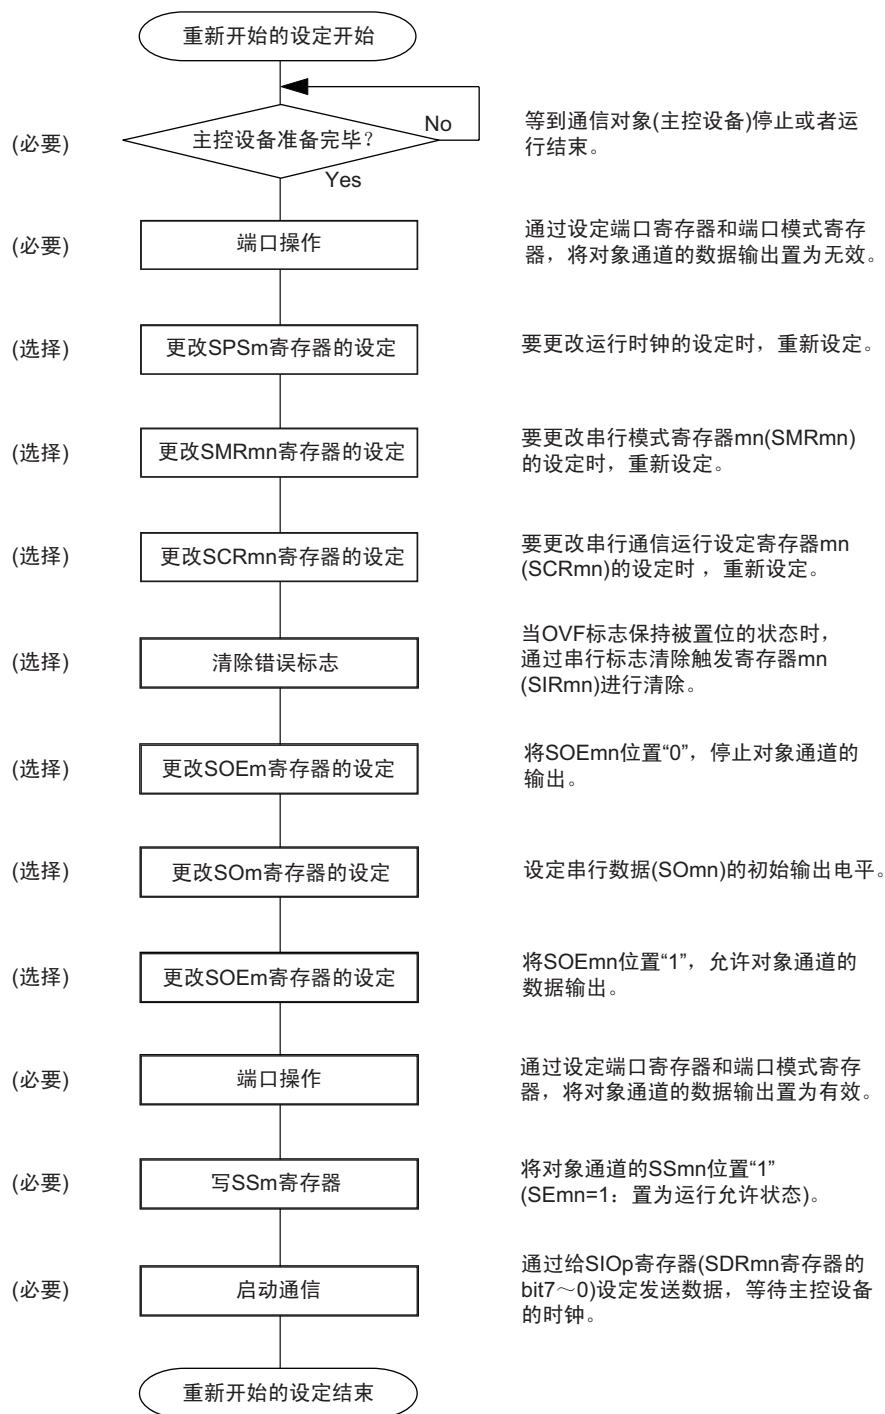 重新开始的设定开始
(必要)
主控设备准备完毕？
No
Yes
等到通信对象(主控设备)停止或者运
行结束。
(必要)
端口操作
通过设定端口寄存器和端口模式寄存
器，将对象通道的数据输出置为无效。
(选择)
更改SPSm寄存器的设定
要更改运行时钟的设定时，重新设定。
(选择)
更改SMRmn寄存器的设定
要更改串行模式寄存器mn(SMRmn)
的设定时，重新设定。
(选择)
更改SCRmn寄存器的设定
要更改串行通信运行设定寄存器mn
(SCRmn)的设定时 ，重新设定。
(选择)
清除错误标志
当OVF标志保持被置位的状态时，
通过串行标志清除触发寄存器mn
(SIRmn)进行清除。
(选择)
更改SOEm寄存器的设定
将SOEmn位置“0”，停止对象通道的
输出。
(选择)
更改SOm寄存器的设定
设定串行数据(SOmn)的初始输出电平。
(选择)
更改SOEm寄存器的设定
将SOEmn位置“1”，允许对象通道的
数据输出。
(必要)
端口操作
通过设定端口寄存器和端口模式寄存
器，将对象通道的数据输出置为有效。
(必要)
写SSm寄存器
将对象通道的SSmn位置“1”
(SEmn=1：置为运行允许状态)。
(必要)
启动通信
通过给SIOp寄存器(SDRmn寄存器的
bit7～0)设定发送数据，等待主控设备
的时钟。
重新开始的设定结束